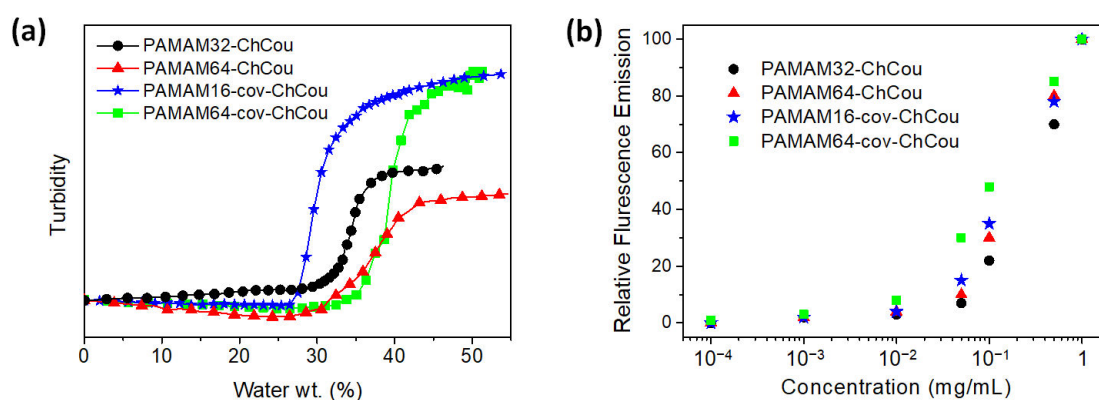 (a)
PAMAM32-ChCou
PAMAM64-ChCou
PAMAM16-cov-ChCou
PAMAM64-cov-ChCou
Turbidity
0 10 20 30 40 50
Water wt. (%)
(b)
100
80
60
40
20
0
PAMAM32-ChCou
PAMAM64-ChCou
PAMAM16-cov-ChCou
PAMAM64-cov-ChCou
Relative Flurescence Emission
10⁻⁴ 10⁻³ 10⁻² 10⁻¹ 1
Concentration (mg/mL)